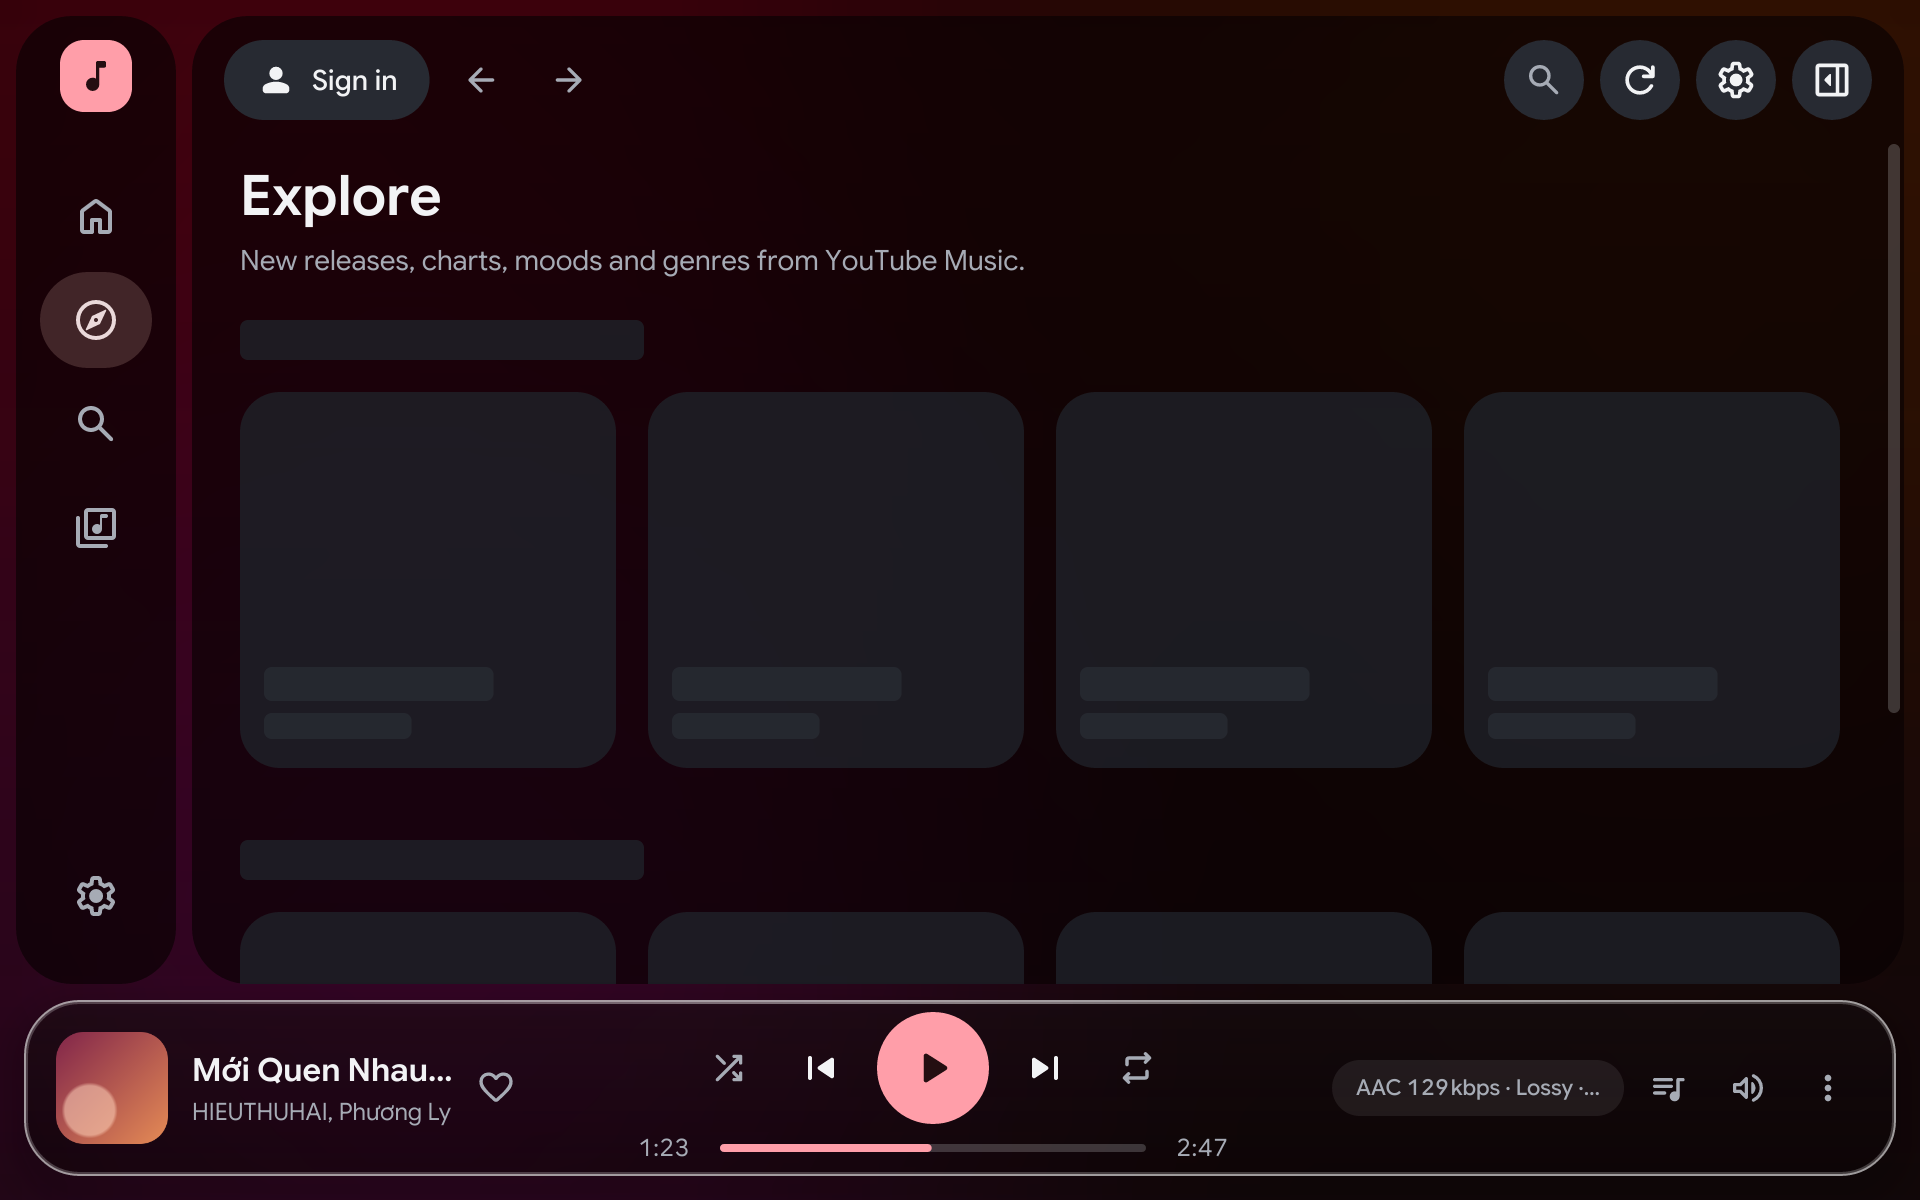 Sign in
Explore
New releases, charts, moods and genres from YouTube Music.
Mới Quen Nhau...
HIEUTHUHAI, Phương Ly
1:23
2:47
AAC 129kbps · Lossy ·...